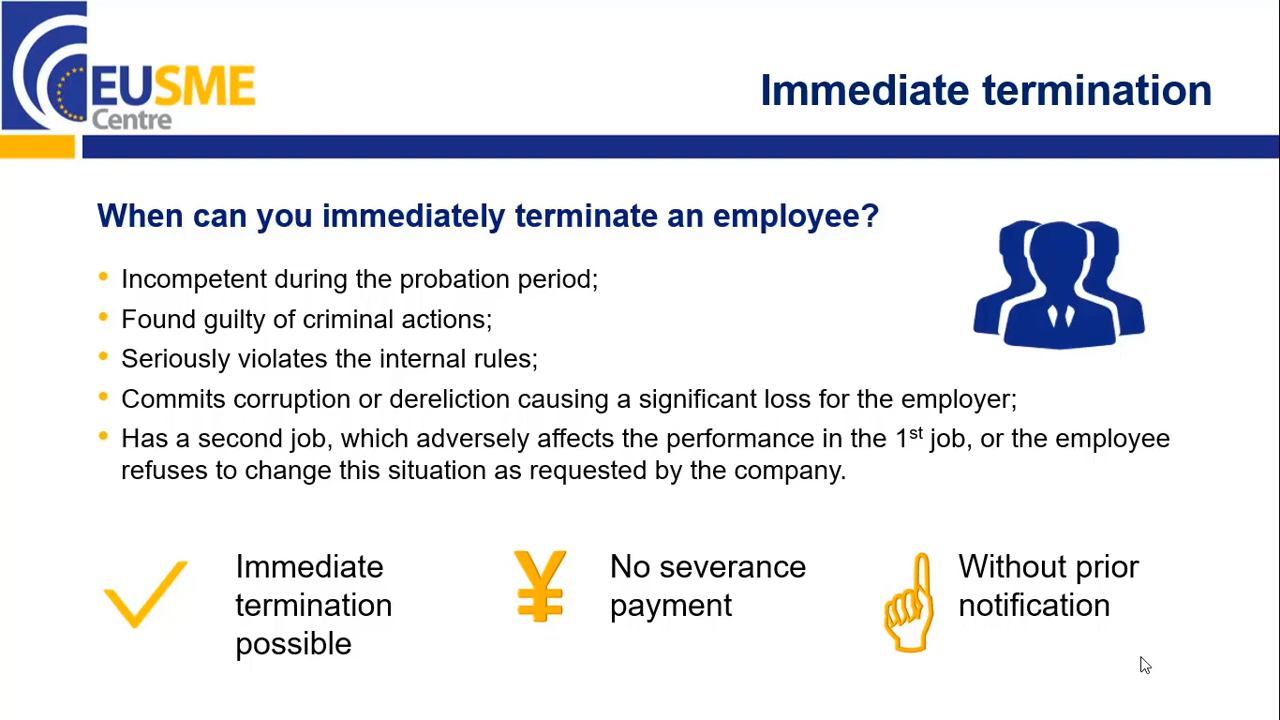 EUSME
Centre
Immediate termination
When can you immediately terminate an employee?
• Incompetent during the probation period;
• Found guilty of criminal actions;
• Seriously violates the internal rules;
• Commits corruption or dereliction causing a significant loss for the employer;
• Has a second job, which adversely affects the performance in the 1st job, or the employee
refuses to change this situation as requested by the company.
Immediate
termination
possible
¥
No severance
payment
Without prior
notification